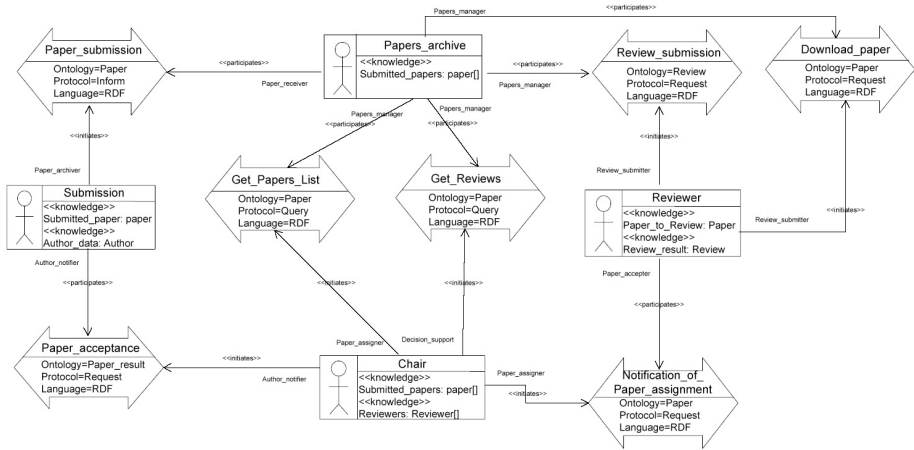 Papers_manager
<<participates>>
Paper_submission
Ontology=Paper
Protocol=Inform
Language=RDF
<<participates>>
Paper_receiver
Papers_archive
<<knowledge>>
Submitted_papers: paper[]
<<participates>>
Papers_manager
Review_submission
Ontology=Review
Protocol=Request
Language=RDF
Download_paper
Ontology=Paper
Protocol=Request
Language=RDF
Papers_manager
<<participates>>
Papers_manager
<<participates>>
<<initiates>>
Paper_archiver
<<initiates>>
Review_submitter
<<initiates>>
Review_submitter
Get_Papers_List
Ontology=Paper
Protocol=Query
Language=RDF
Get_Reviews
Ontology=Paper
Protocol=Query
Language=RDF
Submission
<<knowledge>>
Submitted_paper: paper
<<knowledge>>
Author_data: Author
Reviewer
<<knowledge>>
Paper_to_Review: Paper
<<knowledge>>
Review_result: Review
Author_notifier
<<participates>>
<<initiates>>
<<initiates>>
Paper_accepter
<<participates>>
Paper_assigner
Decision_support
Paper_acceptance
Ontology=Paper_result
Protocol=Request
Language=RDF
<<initiates>>
Author_notifier
Chair
<<knowledge>>
Submitted_papers: paper[]
<<knowledge>>
Reviewers: Reviewer[]
Paper_assigner
<<initiates>>
Notification_of_
Paper_assignment
Ontology=Paper
Protocol=Request
Language=RDF